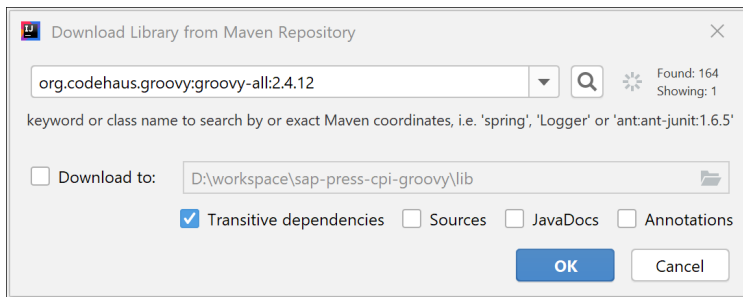 Download Library from Maven Repository
org.codehaus.groovy:groovy-all:2.4.12
Found: 164
Showing: 1
keyword or class name to search by or exact Maven coordinates, i.e. 'spring', 'Logger' or 'ant:ant-junit:1.6.5'
Download to:
D:\workspace\sap-press-cpi-groovy\lib
Transitive dependencies Sources JavaDocs Annotations
OK Cancel